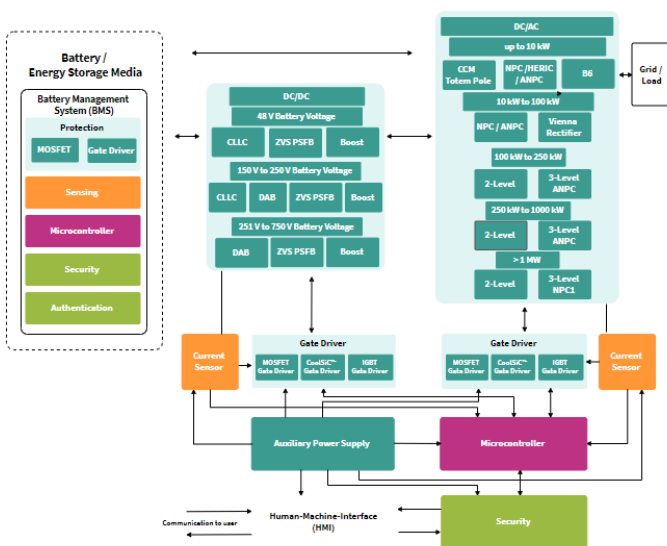 Battery /
Energy Storage Media
Battery Management
System (BMS)
Protection
MOSFET
Gate Driver
Sensing
Microcontroller
Security
Authentication
DC/DC
48 V Battery Voltage
CLLC
ZVS PSFB
Boost
150 V to 250 V Battery Voltage
CLLC
DAB
ZVS PSFB
Boost
251 V to 750 V Battery Voltage
DAB
ZVS PSFB
Boost
DC/AC
up to 10 kW
CCM
Totem Pole
NPC /HERIC
/ ANPC
B6
10 kW to 100 kW
NPC / ANPC
Vienna
Rectifier
100 kW to 250 kW
2-Level
3-Level
ANPC
250 kW to 1000 kW
2-Level
3-Level
ANPC
> 1 MW
2-Level
3-Level
NPC1
Grid /
Load
Current
Sensor
Gate Driver
MOSFET
Gate Driver
CoolSiC™
Gate Driver
IGBT
Gate Driver
Gate Driver
MOSFET
Gate Driver
CoolSiC™
Gate Driver
IGBT
Gate Driver
Current
Sensor
Auxiliary Power Supply
Microcontroller
Communication to user
Human-Machine-Interface
(HMI)
Security